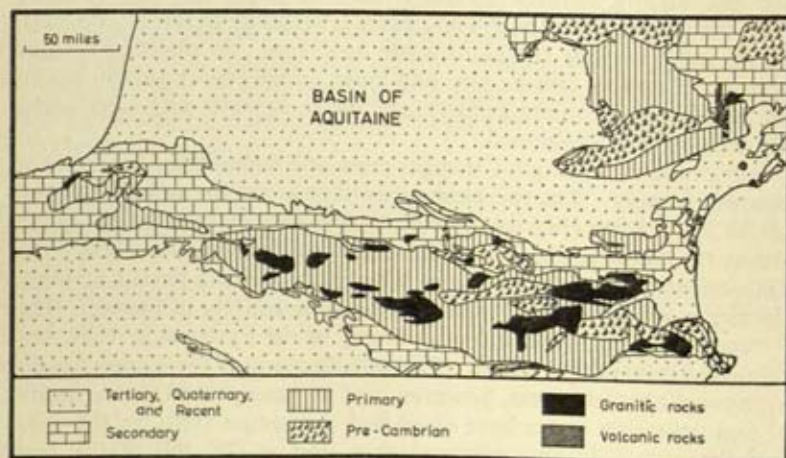 50 miles
BASIN OF
AQUITAINE
Tertiary, Quaternary,
and Recent
Primary
Granitic rocks
Secondary
Pre-Cambrian
Volcanic rocks